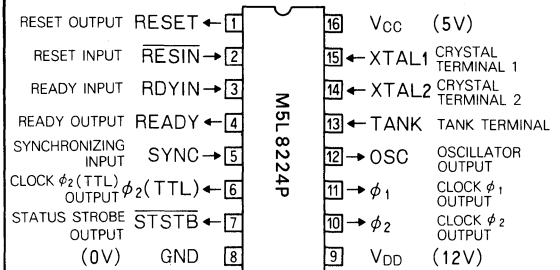 RESET OUTPUT RESET 1
RESET INPUT RESIN 2
READY INPUT RDYIN 3
READY OUTPUT READY 4
SYNCHRONIZING
INPUT SYNC 5
CLOCK ϕ2(TTL)
OUTPUT ϕ2(TTL) 6
STATUS STROBE
OUTPUT STSTB 7
(0V) GND 8
M5L8224P
16 VCC (5V)
15 XTAL1 CRYSTAL
TERMINAL 1
14 XTAL2 CRYSTAL
TERMINAL 2
13 TANK TANK TERMINAL
12 OSC OSCILLATOR
OUTPUT
11 ϕ1 CLOCK ϕ1
OUTPUT
10 ϕ2 CLOCK ϕ2
OUTPUT
9 VDD (12V)